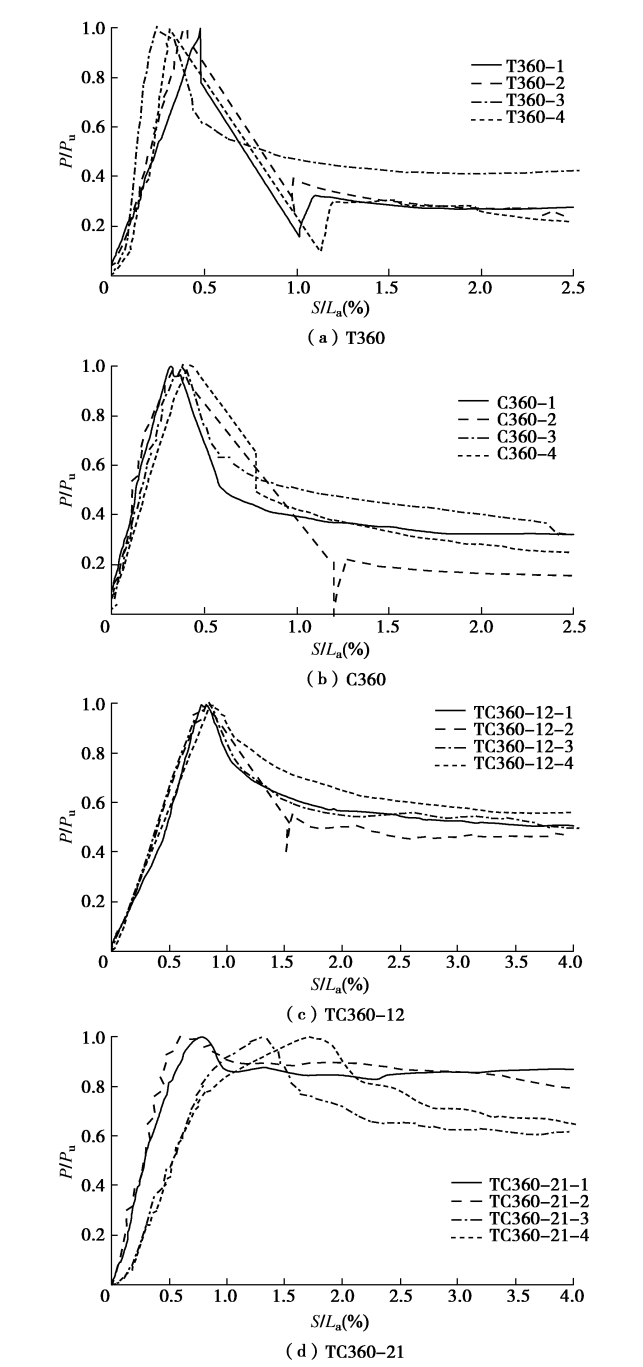 1.0
0.8
0.6
0.4
0.2
P/Pu
T360-1
T360-2
T360-3
T360-4
0 0.5 1.0 1.5 2.0 2.5
S/La(%)
(a) T360
1.0
0.8
0.6
0.4
0.2
P/Pu
C360-1
C360-2
C360-3
C360-4
0 0.5 1.0 1.5 2.0 2.5
S/La(%)
(b) C360
1.0
0.8
0.6
0.4
0.2
P/Pu
TC360-12-1
TC360-12-2
TC360-12-3
TC360-12-4
0 0.5 1.0 1.5 2.0 2.5 3.0 3.5 4.0
S/La(%)
(c) TC360-12
1.0
0.8
0.6
0.4
0.2
P/Pu
TC360-21-1
TC360-21-2
TC360-21-3
TC360-21-4
0 0.5 1.0 1.5 2.0 2.5 3.0 3.5 4.0
S/La(%)
(d) TC360-21